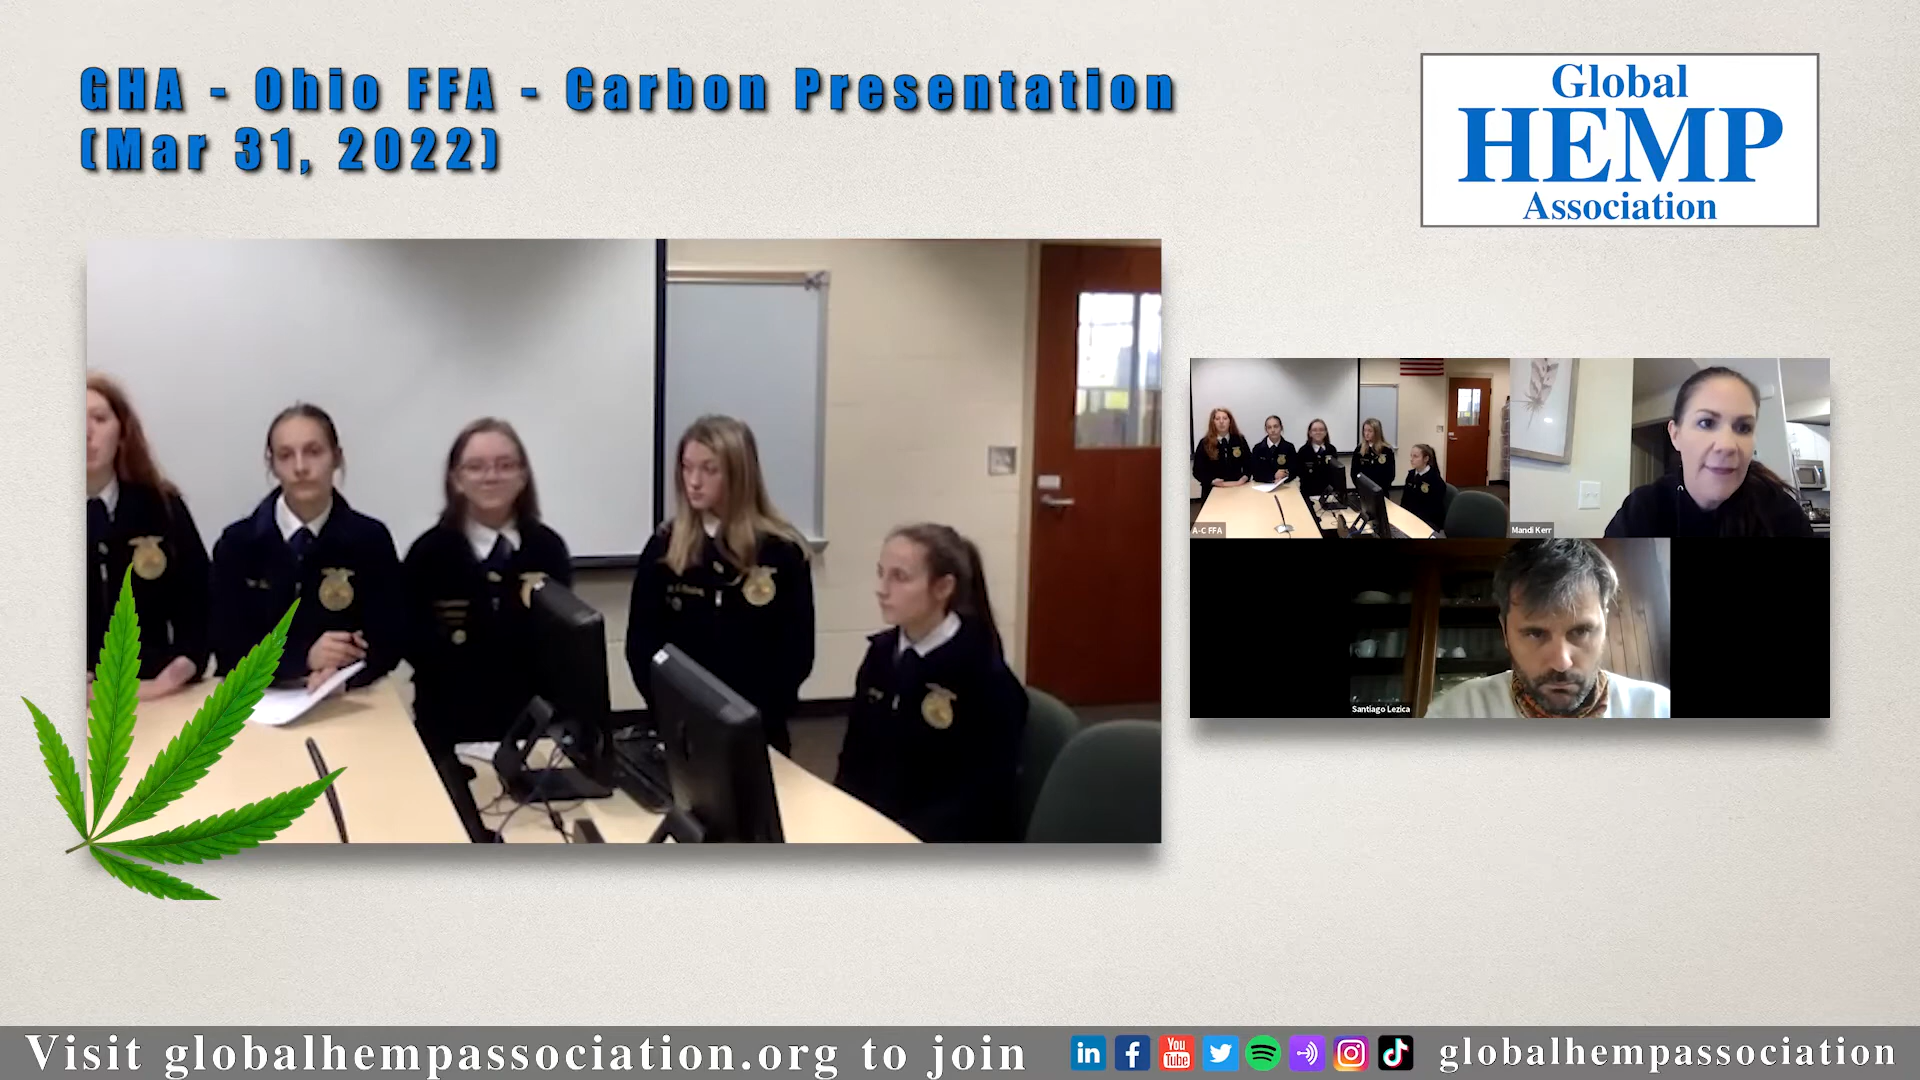 GHA - Ohio FFA - Carbon Presentation
(Mar 31, 2022)
Global
HEMP
Association
A-C FFA
Mandi Kerr
Santiago Lezica
Visit globalhempassociation.org to join
in
f
You
Tube
globalhempassociation